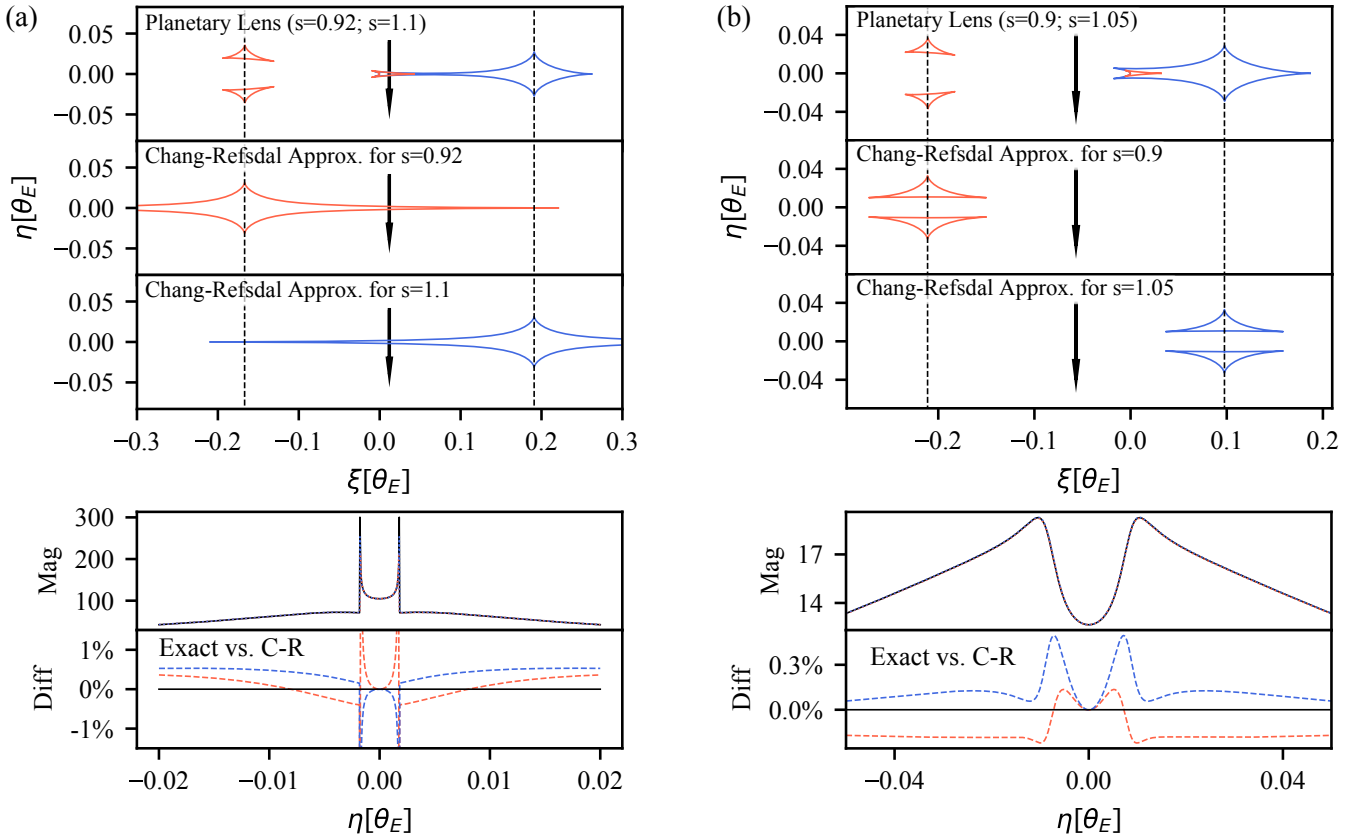 (a)
Planetary Lens (s=0.92; s=1.1)
0.05
0.00
−0.05
Chang-Refsdal Approx. for s=0.92
0.05
0.00
−0.05
η[θ_E]
Chang-Refsdal Approx. for s=1.1
0.05
0.00
−0.05
−0.3 −0.2 −0.1 0.0 0.1 0.2 0.3
ξ[θ_E]
300
200
100
Mag
Exact vs. C-R
1%
0%
-1%
Diff
−0.02 −0.01 0.00 0.01 0.02
η[θ_E]
(b)
Planetary Lens (s=0.9; s=1.05)
0.04
0.00
−0.04
Chang-Refsdal Approx. for s=0.9
0.04
0.00
−0.04
η[θ_E]
Chang-Refsdal Approx. for s=1.05
0.04
0.00
−0.04
−0.2 −0.1 0.0 0.1 0.2
ξ[θ_E]
17
14
Mag
Exact vs. C-R
0.3%
0.0%
Diff
−0.04 0.00 0.04
η[θ_E]